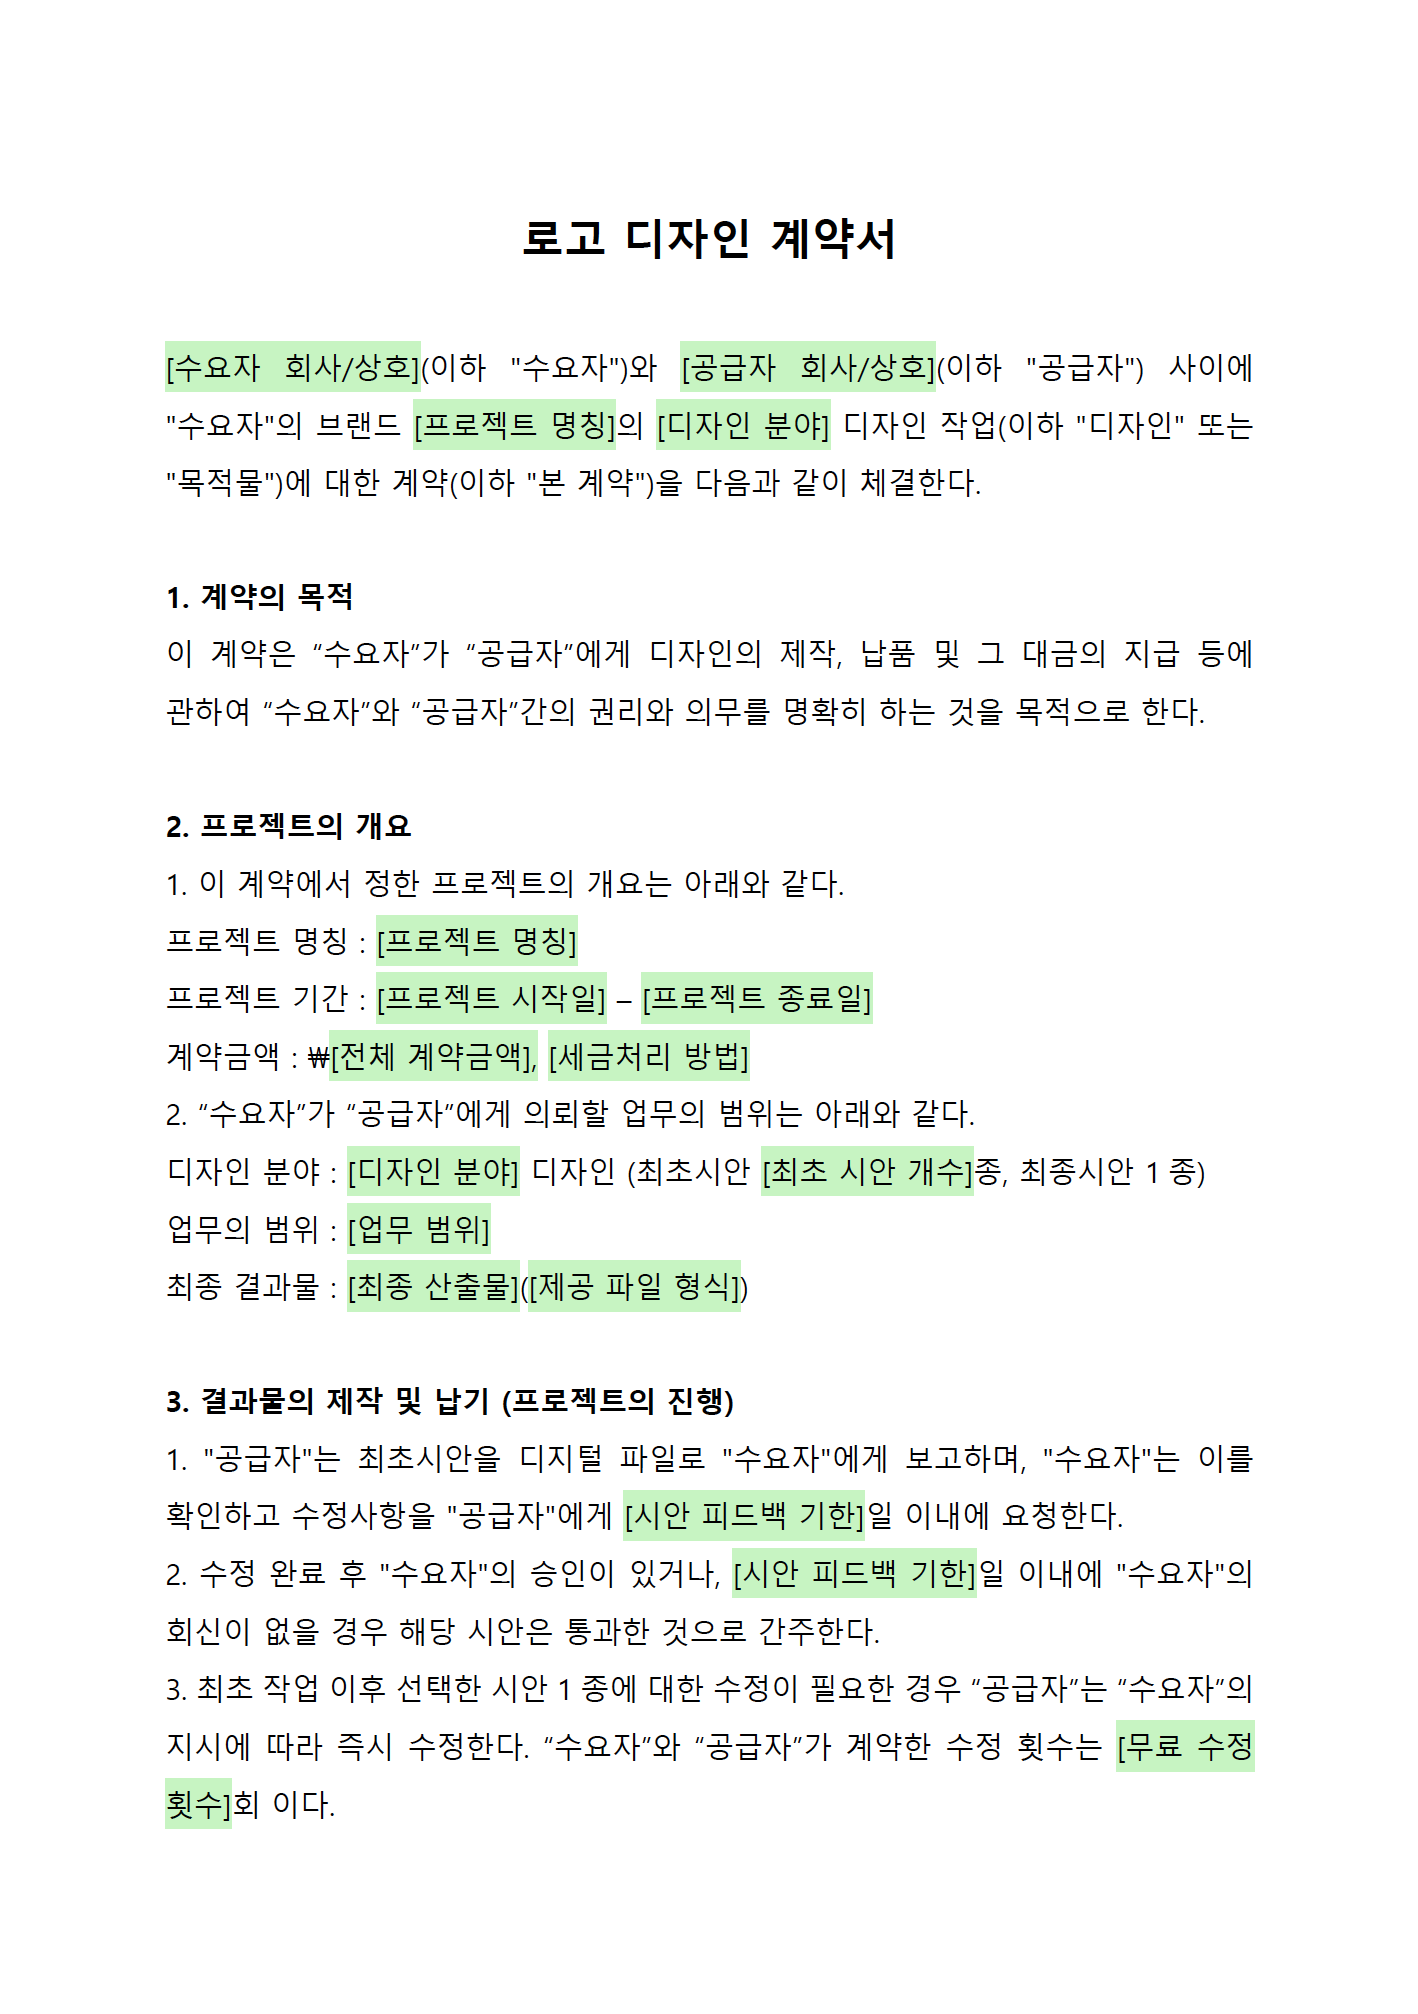 로고 디자인 계약서
[수요자 회사/상호](이하 "수요자")와 [공급자 회사/상호](이하 "공급자") 사이에
"수요자"의 브랜드 [프로젝트 명칭]의 [디자인 분야] 디자인 작업(이하 "디자인" 또는
"목적물")에 대한 계약(이하 "본 계약")을 다음과 같이 체결한다.
1. 계약의 목적
이 계약은 “수요자”가 “공급자”에게 디자인의 제작, 납품 및 그 대금의 지급 등에
관하여 “수요자”와 “공급자”간의 권리와 의무를 명확히 하는 것을 목적으로 한다.
2. 프로젝트의 개요
1. 이 계약에서 정한 프로젝트의 개요는 아래와 같다.
프로젝트 명칭 : [프로젝트 명칭]
프로젝트 기간 : [프로젝트 시작일] – [프로젝트 종료일]
계약금액 : ₩[전체 계약금액], [세금처리 방법]
2. “수요자”가 “공급자”에게 의뢰할 업무의 범위는 아래와 같다.
디자인 분야 : [디자인 분야] 디자인 (최초시안 [최초 시안 개수]종, 최종시안 1 종)
업무의 범위 : [업무 범위]
최종 결과물 : [최종 산출물]([제공 파일 형식])
3. 결과물의 제작 및 납기 (프로젝트의 진행)
1. "공급자"는 최초시안을 디지털 파일로 "수요자"에게 보고하며, "수요자"는 이를
확인하고 수정사항을 "공급자"에게 [시안 피드백 기한]일 이내에 요청한다.
2. 수정 완료 후 "수요자"의 승인이 있거나, [시안 피드백 기한]일 이내에 "수요자"의
회신이 없을 경우 해당 시안은 통과한 것으로 간주한다.
3. 최초 작업 이후 선택한 시안 1 종에 대한 수정이 필요한 경우 “공급자”는 “수요자”의
지시에 따라 즉시 수정한다. “수요자”와 “공급자”가 계약한 수정 횟수는 [무료 수정
횟수]회 이다.